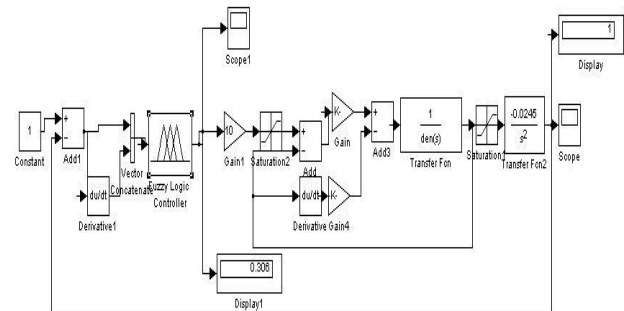 1
Display
Scope1
1
Constant
+
−
Add1
du/dt
Derivative1
Vector
Concatenate
Fuzzy Logic
Controller
10
Gain1
Saturation2
+
−
Add
K-
Gain
du/dt
Derivative
K-
Gain4
+
−
Add3
1
den(s)
Transfer Fcn
Saturation
-0.0245
s²
Transfer Fcn2
Scope
0.306
Display1